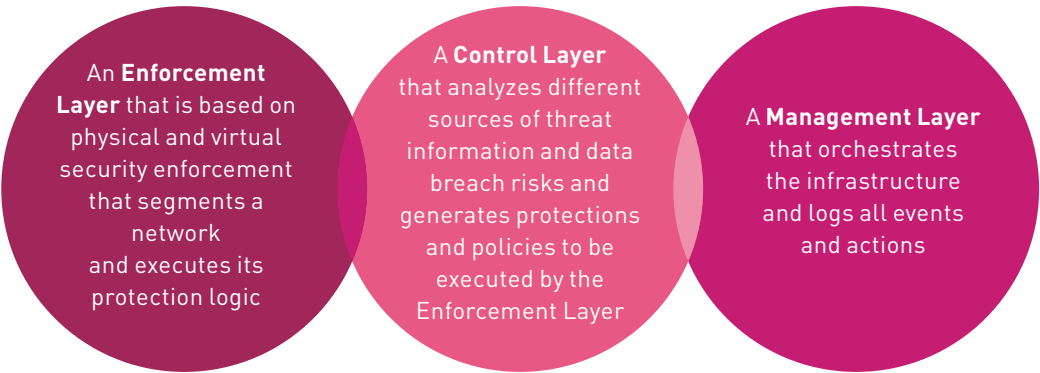 An Enforcement
Layer that is based on
physical and virtual
security enforcement
that segments a
network
and executes its
protection logic
A Control Layer
that analyzes different
sources of threat
information and data
breach risks and
generates protections
and policies to be
executed by the
Enforcement Layer
A Management Layer
that orchestrates
the infrastructure
and logs all events
and actions